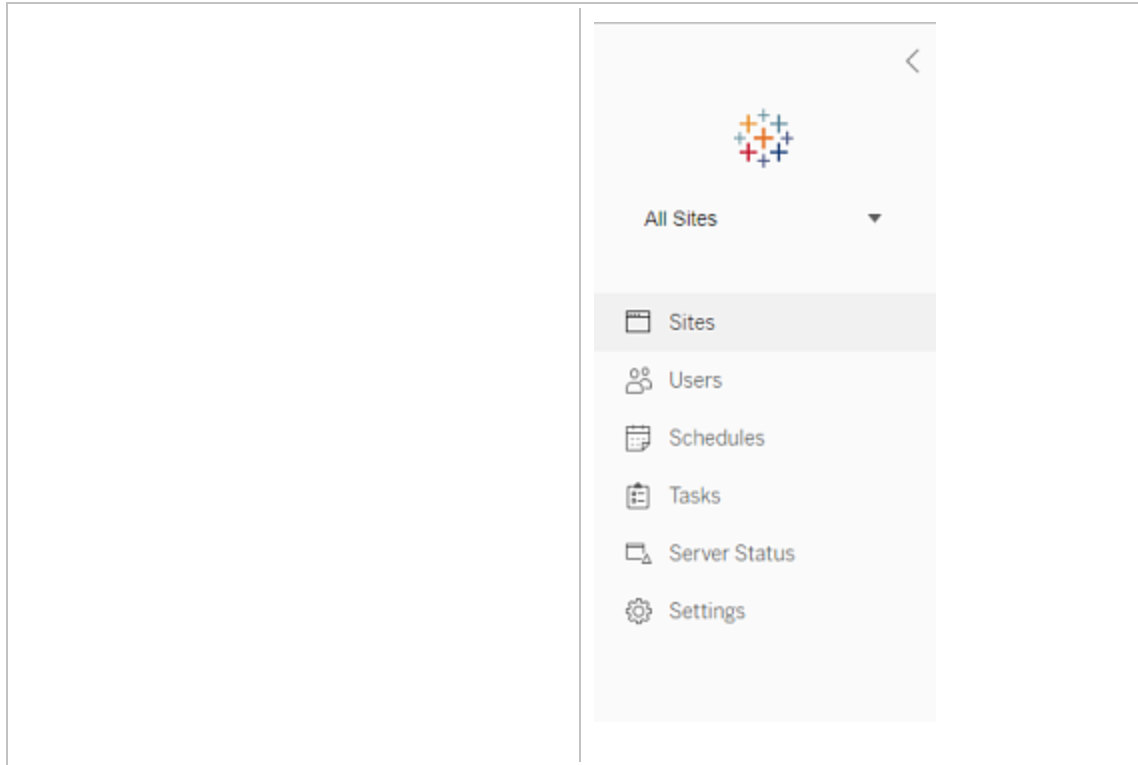 All Sites
Sites
Users
Schedules
Tasks
Server Status
Settings